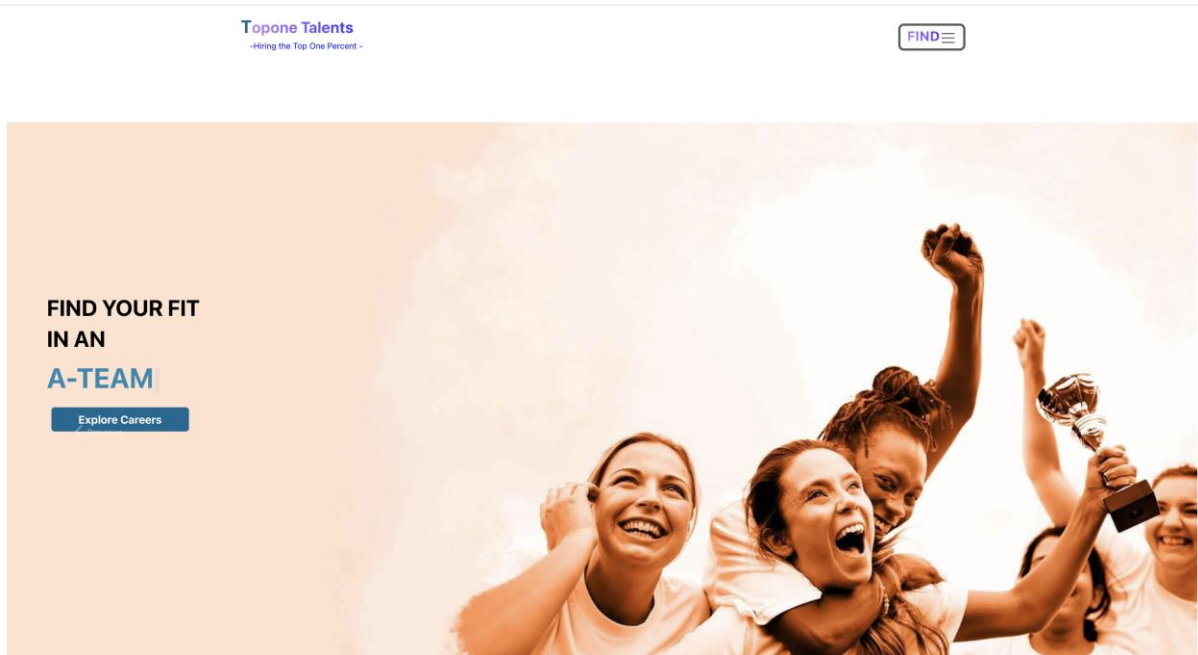 Topone Talents
-Hiring the Top One Percent -
FIND
FIND YOUR FIT
IN AN
A-TEAM
Explore Careers